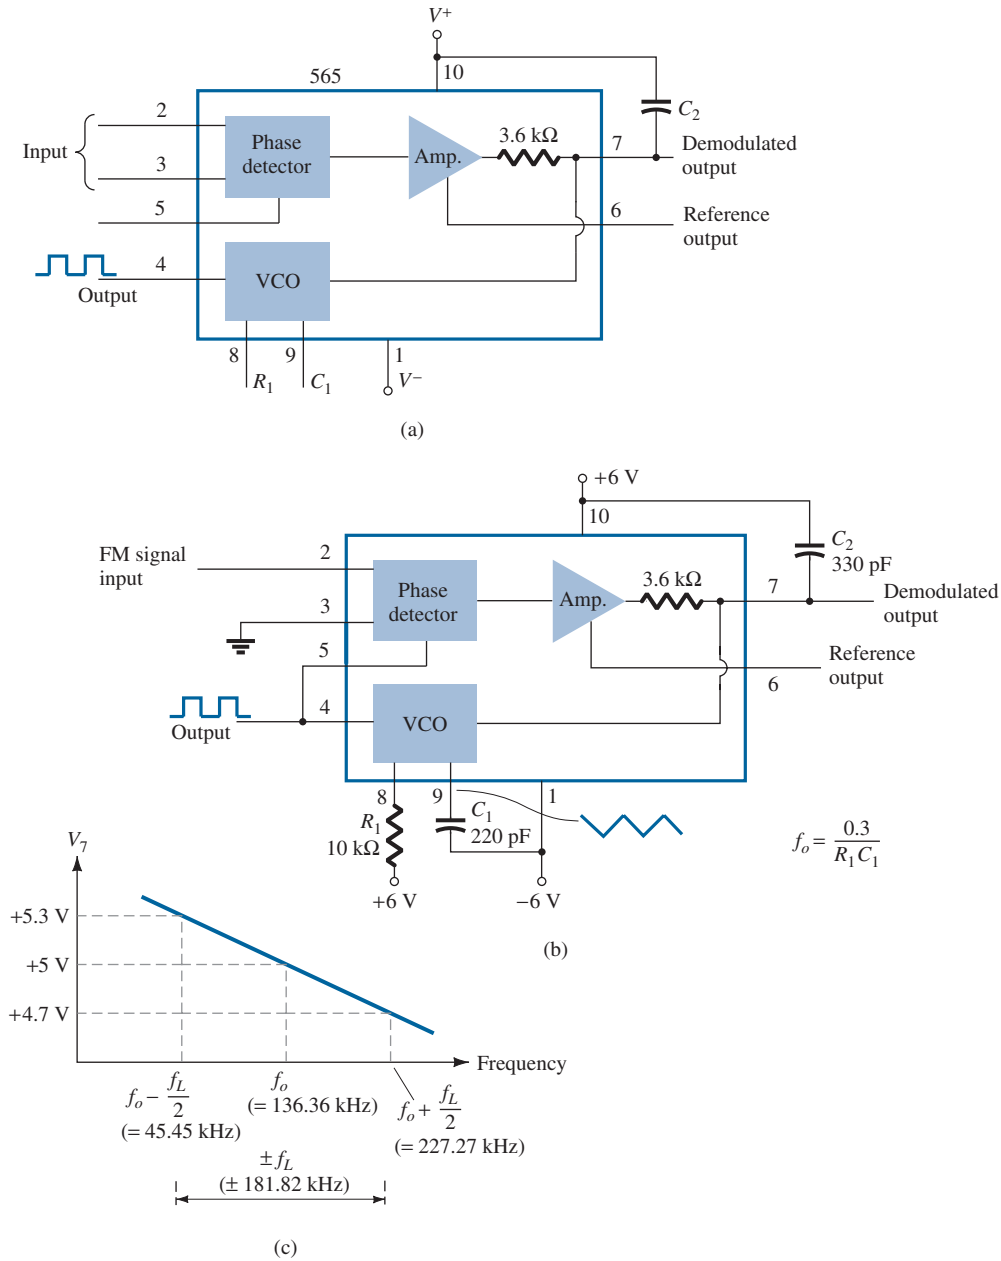 V+
10
565
C2
2
Phase detector
3.6 kΩ
7
Demodulated output
Input
Amp.
3
5
6
Reference output
4
VCO
Output
8
9
1
R1
C1
V−
(a)
+6 V
10
C2
330 pF
FM signal input
2
Phase detector
3.6 kΩ
7
Demodulated output
Amp.
3
5
Reference output
6
4
VCO
Output
8
9
1
R1
10 kΩ
C1
220 pF
fo = 0.3 / R1C1
+6 V
−6 V
(b)
V7
+5.3 V
+5 V
+4.7 V
Frequency
fo − fL/2
(= 45.45 kHz)
fo
(= 136.36 kHz)
fo + fL/2
(= 227.27 kHz)
±fL
(± 181.82 kHz)
(c)